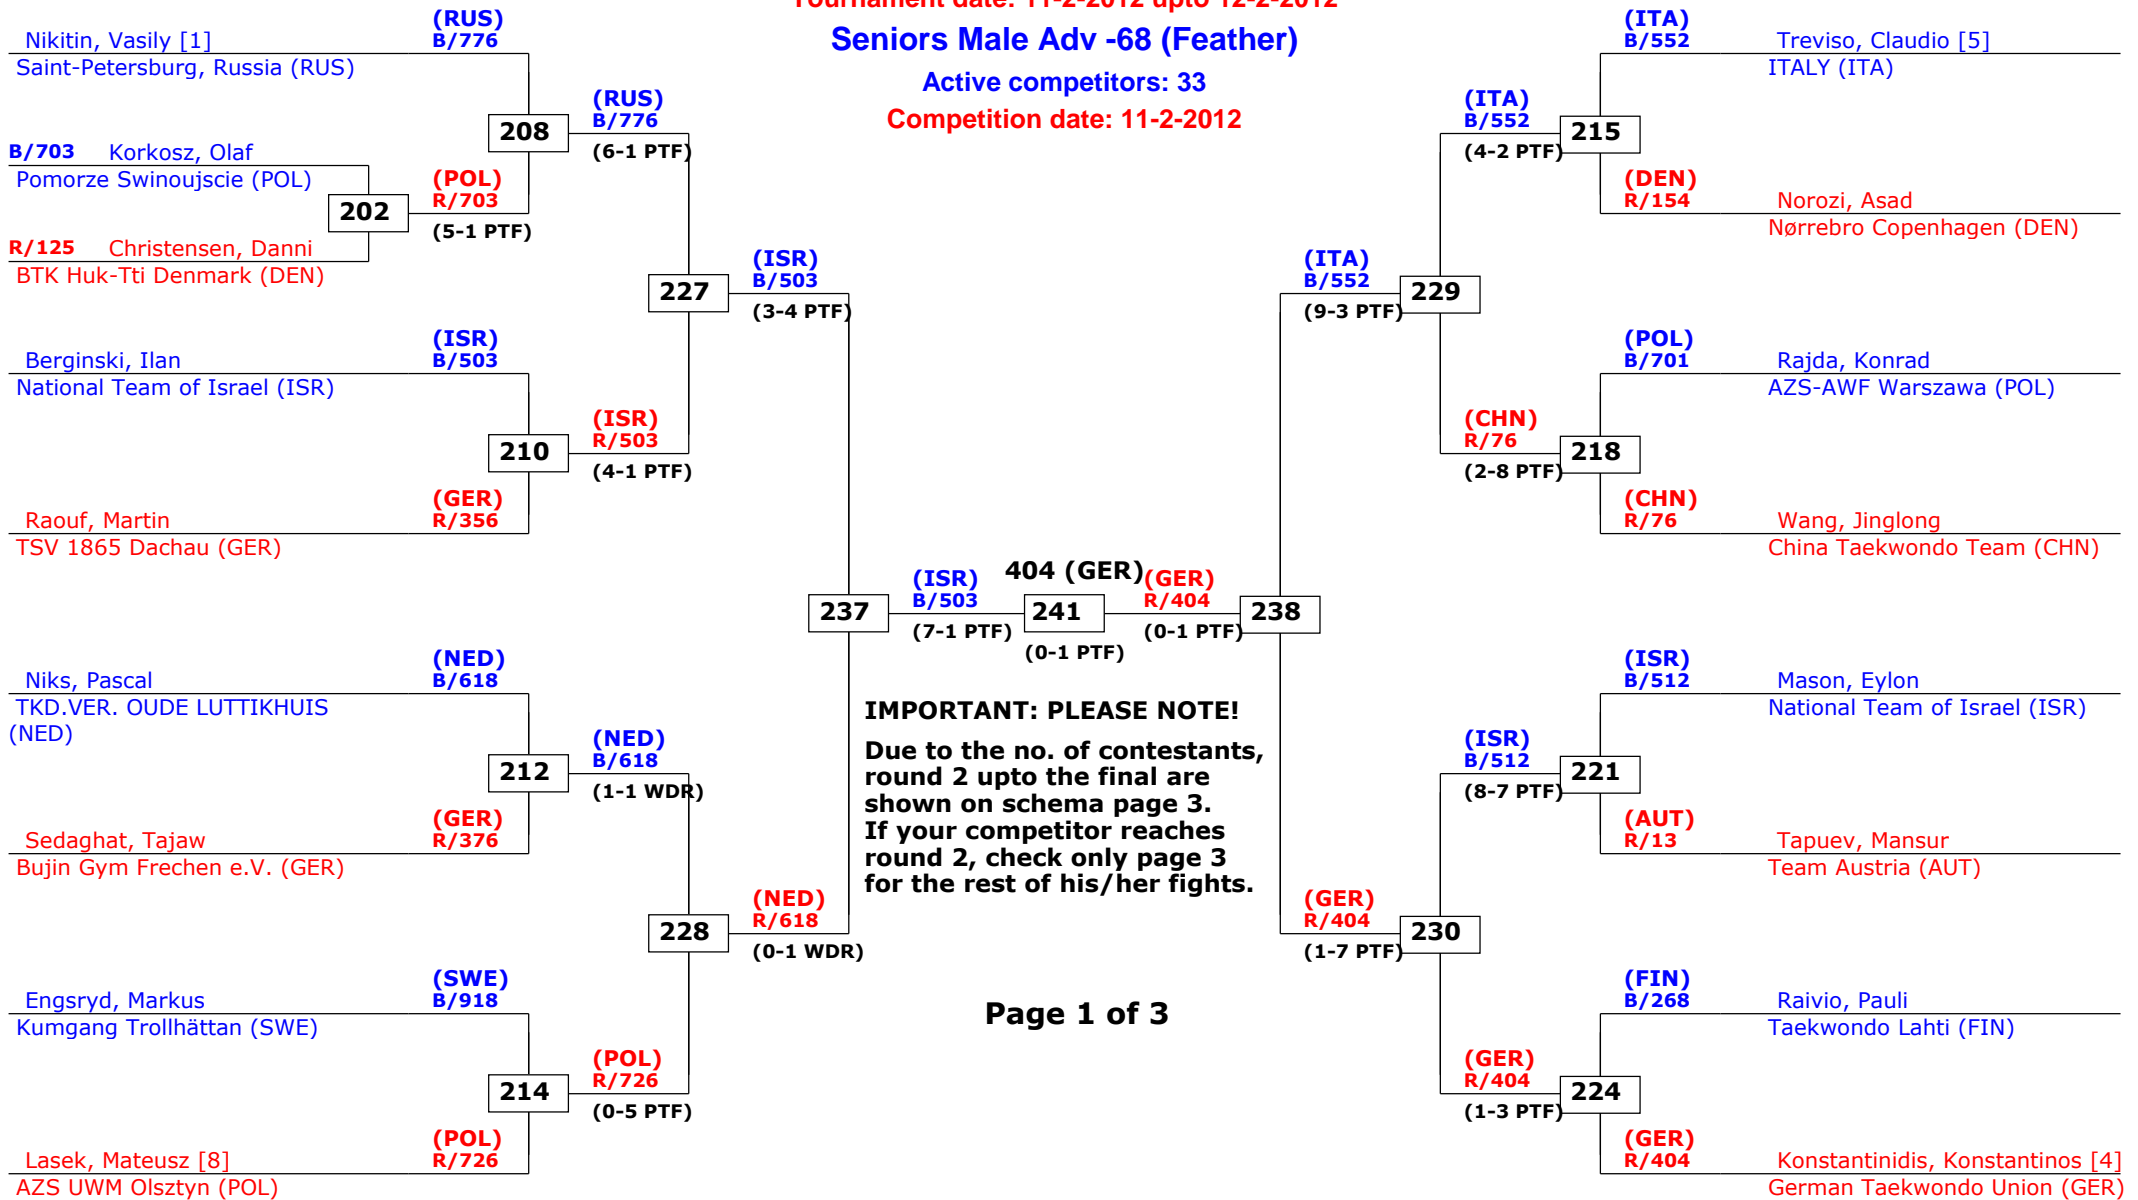 Tournament date: 11-2-2012 upto 12-2-2012
Seniors Male Adv -68 (Feather)
Active competitors: 33
Competition date: 11-2-2012
Nikitin, Vasily [1]
(RUS)
B/776
Saint-Petersburg, Russia (RUS)
B/703 Korkosz, Olaf
Pomorze Swinoujscie (POL)
202
R/125 Christensen, Danni
BTK Huk-Tti Denmark (DEN)
(POL)
R/703
(5-1 PTF)
208
(RUS)
B/776
(6-1 PTF)
Berginski, Ilan
(ISR)
B/503
National Team of Israel (ISR)
210
Raouf, Martin
(GER)
R/356
TSV 1865 Dachau (GER)
(ISR)
R/503
(4-1 PTF)
227
(ISR)
B/503
(3-4 PTF)
Niks, Pascal
(NED)
B/618
TKD.VER. OUDE LUTTIKHUIS
(NED)
212
Sedaghat, Tajaw
(GER)
R/376
Bujin Gym Frechen e.V. (GER)
(NED)
B/618
(1-1 WDR)
Engsryd, Markus
(SWE)
B/918
Kumgang Trollhättan (SWE)
214
Lasek, Mateusz [8]
(POL)
R/726
AZS UWM Olsztyn (POL)
(POL)
R/726
(0-5 PTF)
228
(NED)
R/618
(0-1 WDR)
237
(ISR)
B/503
(7-1 PTF)
404 (GER)
241
(0-1 PTF)
(GER)
R/404
(0-1 PTF)
238
IMPORTANT: PLEASE NOTE!
Due to the no. of contestants,
round 2 upto the final are
shown on schema page 3.
If your competitor reaches
round 2, check only page 3
for the rest of his/her fights.
Page 1 of 3
(ITA)
B/552
(9-3 PTF)
229
(ITA)
B/552
(4-2 PTF)
215
(ITA)
B/552
Treviso, Claudio [5]
ITALY (ITA)
(DEN)
R/154
Norozi, Asad
Nørrebro Copenhagen (DEN)
(CHN)
R/76
(2-8 PTF)
218
(POL)
B/701
Rajda, Konrad
AZS-AWF Warszawa (POL)
(CHN)
R/76
Wang, Jinglong
China Taekwondo Team (CHN)
(GER)
R/404
(1-7 PTF)
230
(ISR)
B/512
(8-7 PTF)
221
(ISR)
B/512
Mason, Eylon
National Team of Israel (ISR)
(AUT)
R/13
Tapuev, Mansur
Team Austria (AUT)
(GER)
R/404
(1-3 PTF)
224
(FIN)
B/268
Raivio, Pauli
Taekwondo Lahti (FIN)
(GER)
R/404
Konstantinidis, Konstantinos [4]
German Taekwondo Union (GER)